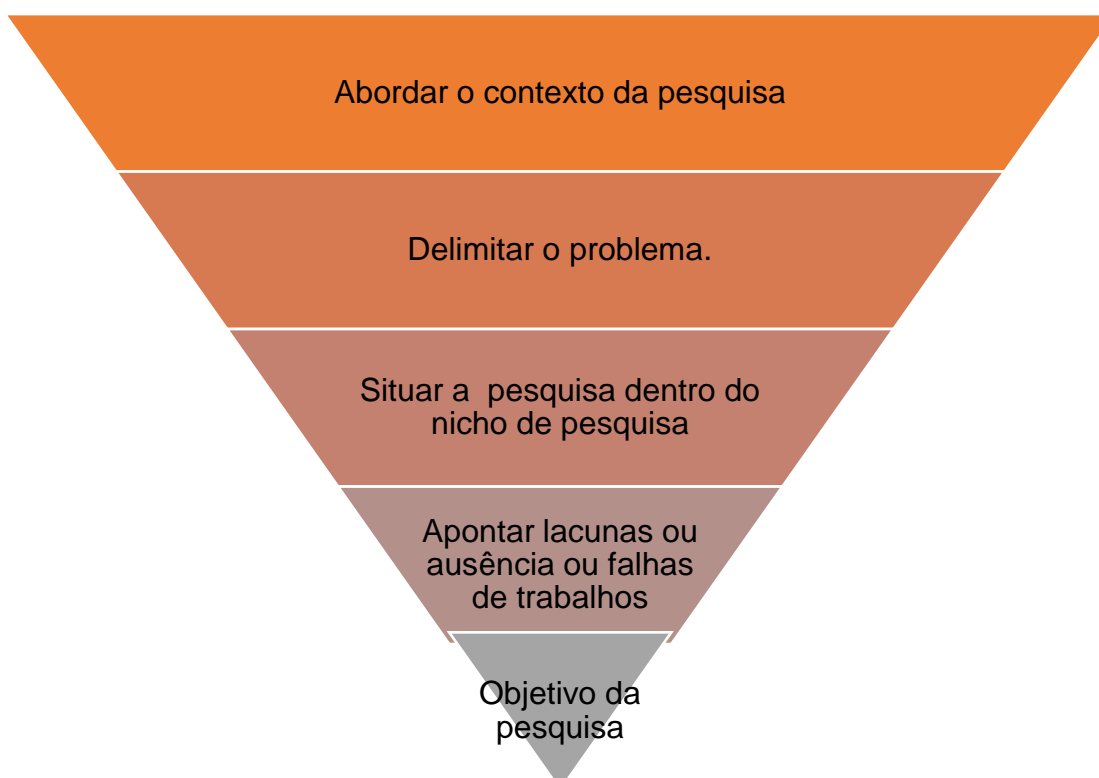 Abordar o contexto da pesquisa
Delimitar o problema.
Situar a  pesquisa dentro do
nicho de pesquisa
Apontar lacunas ou
ausência ou falhas
de trabalhos
Objetivo da
pesquisa